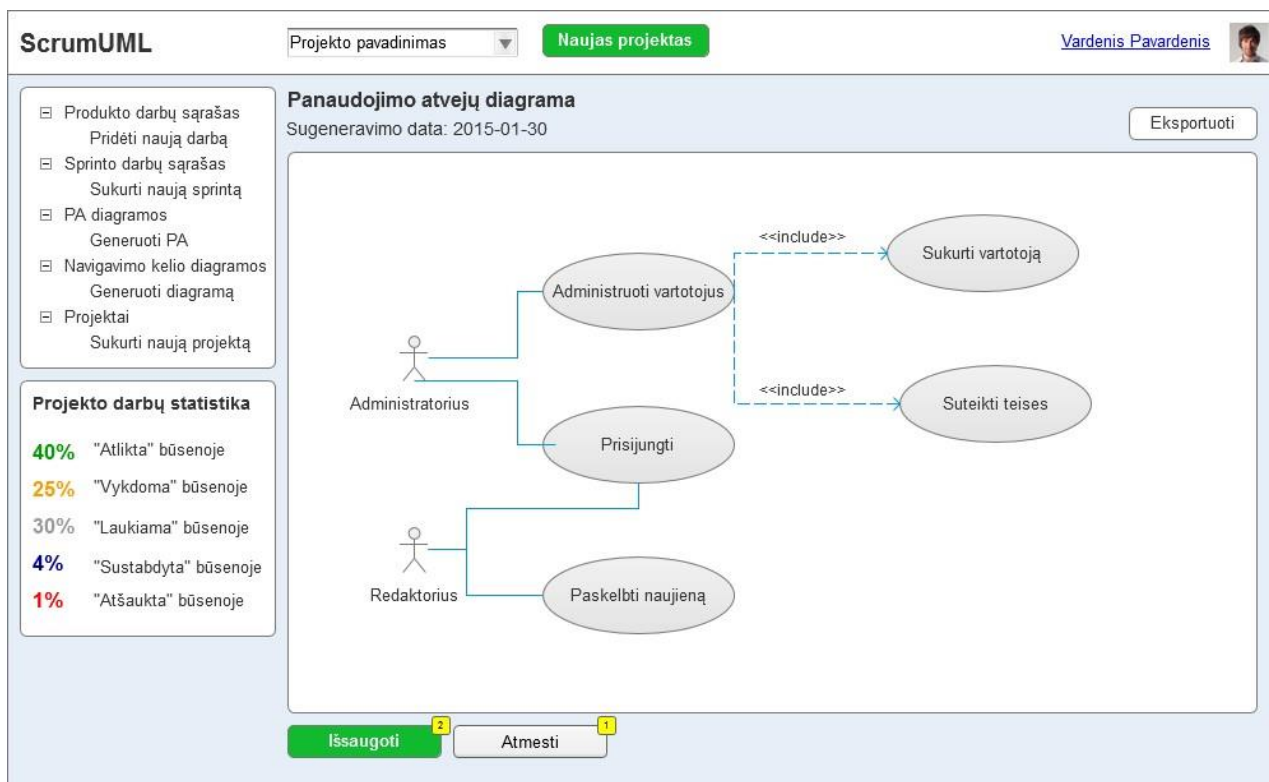 ScrumUML
Projekto pavadinimas
Naujas projektas
Vardenis Pavardenis
Produkto darbų sąrašas
Pridėti naują darbą
Sprinto darbų sąrašas
Sukurti naują sprintą
PA diagramos
Generuoti PA
Navigavimo kelio diagramos
Generuoti diagramą
Projektai
Sukurti naują projektą
Projekto darbų statistika
40% "Atlikta" būsenoje
25% "Vykdoma" būsenoje
30% "Laukiama" būsenoje
4% "Sustabdyta" būsenoje
1% "Atšaukta" būsenoje
Panaudojimo atvejų diagrama
Sugeneravimo data: 2015-01-30
Eksportuoti
<<include>>
Sukurti vartotoją
Administruoti vartotojus
<<include>>
Suteikti teises
Administratorius
Prisijungti
Redaktorius
Paskelbti naujieną
Išsaugoti
2
Atmesti
1